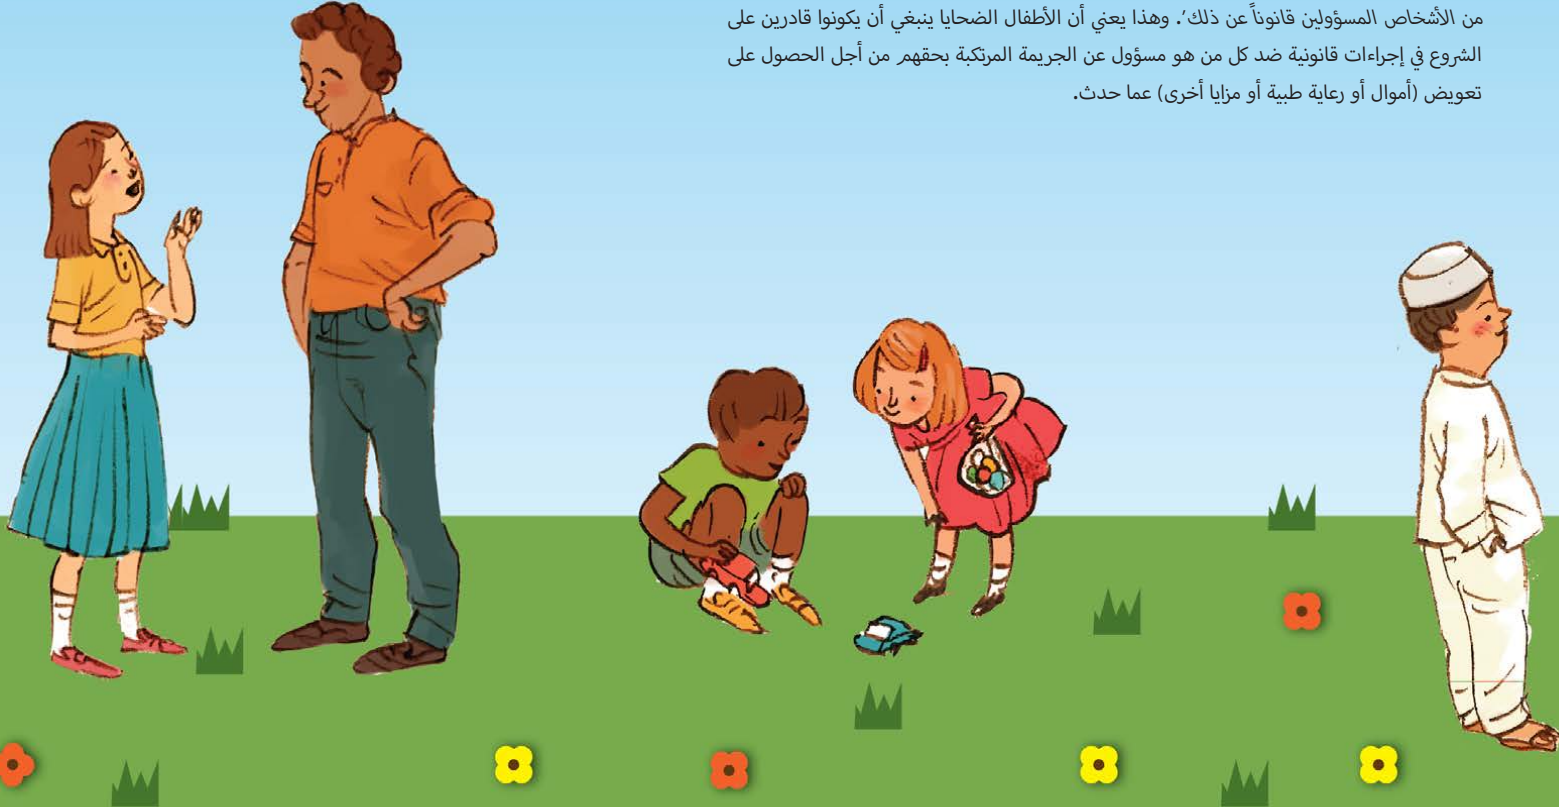 من الأشخاص المسؤولين قانوناً عن ذلك’. وهذا يعني أن الأطفال الضحايا ينبغي أن يكونوا قادرين على
الشروع في إجراءات قانونية ضد كل من هو مسؤول عن الجريمة المرتكبة بحقهم من أجل الحصول على
تعويض (أموال أو رعاية طبية أو مزايا أخرى) عما حدث.